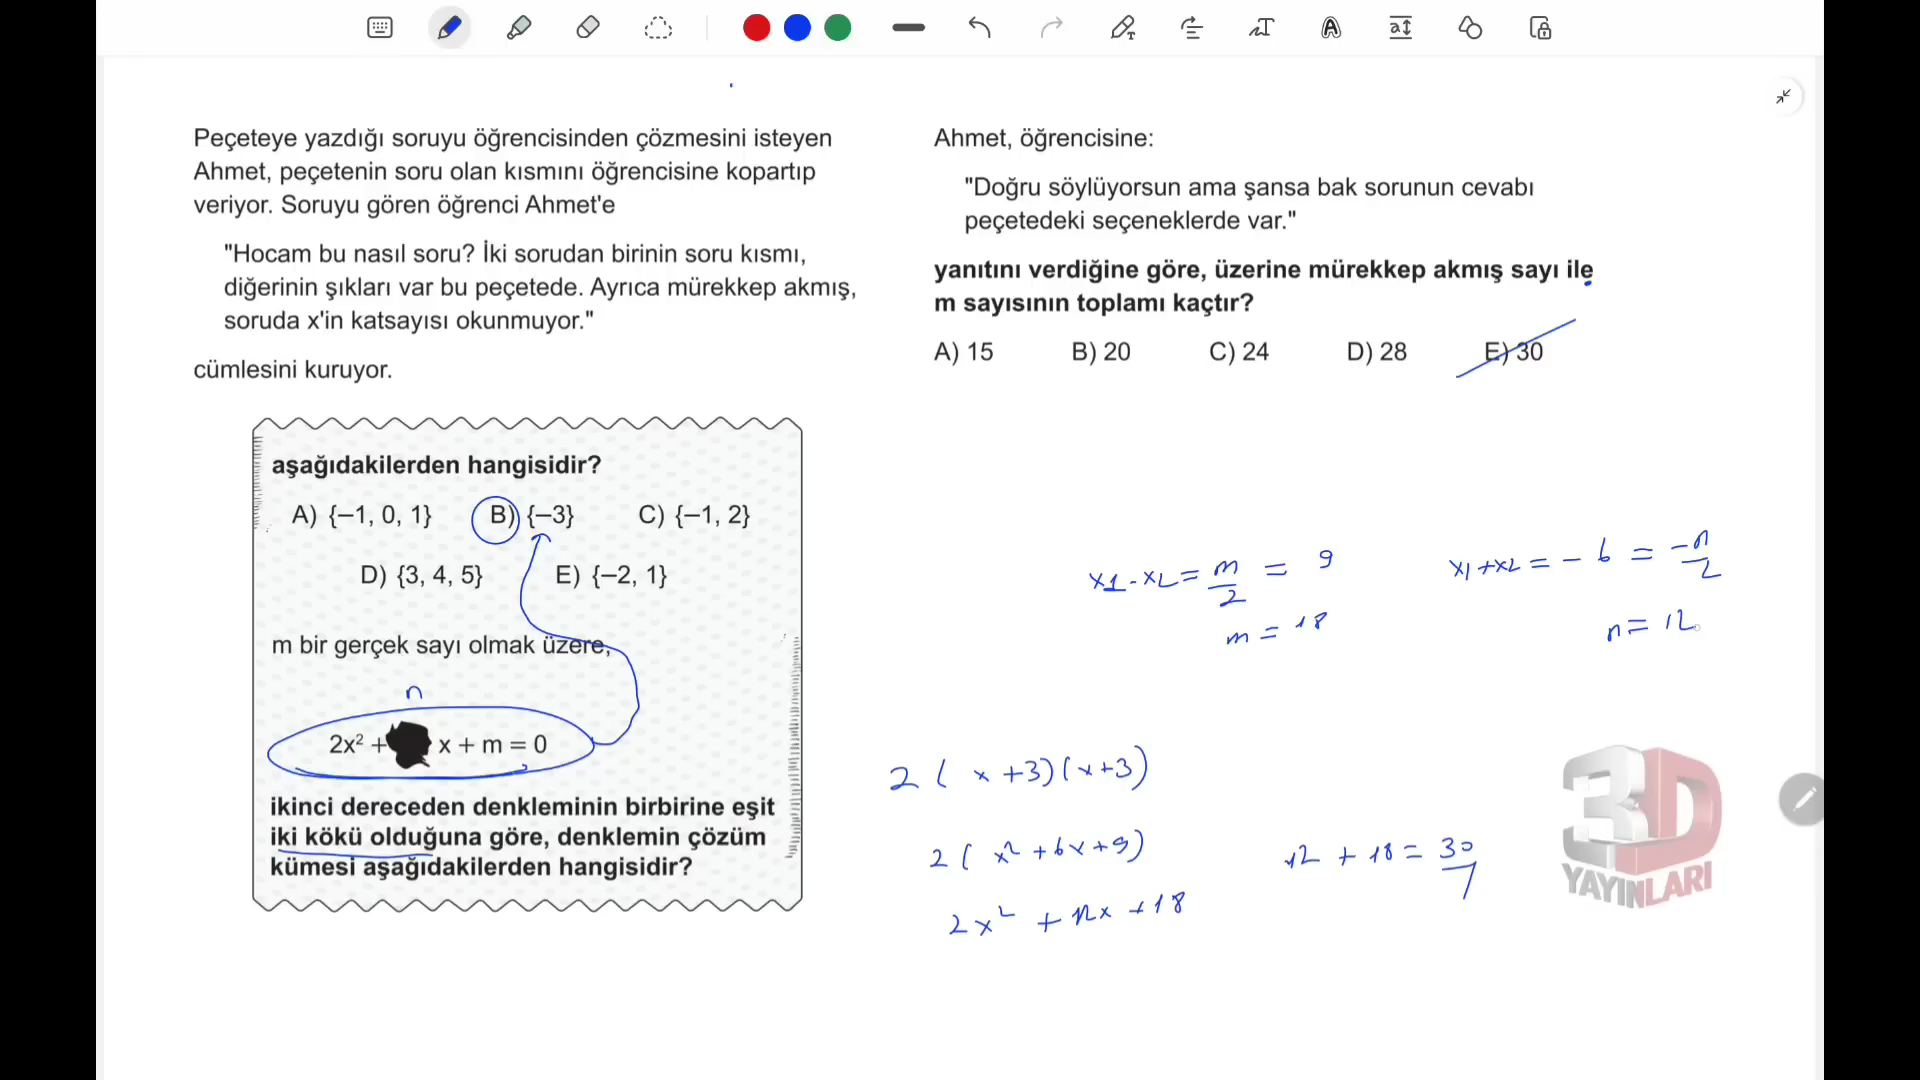 Peçeteye yazdığı soruyu öğrencisinden çözmesini isteyen
Ahmet, peçetenin soru olan kısmını öğrencisine kopartıp
veriyor. Soruyu gören öğrenci Ahmet'e
"Hocam bu nasıl soru? İki sorudan birinin soru kısmı,
diğerinin şıkları var bu peçetede. Ayrıca mürekkep akmış,
soruda x'in katsayısı okunmuyor."
cümlesini kuruyor.
aşağıdakilerden hangisidir?
A) {–1, 0, 1} B) {–3} C) {–1, 2}
D) {3, 4, 5} E) {–2, 1}
m bir gerçek sayı olmak üzere,
n
2x² + x + m = 0
ikinci dereceden denkleminin birbirine eşit
iki kökü olduğuna göre, denklemin çözüm
kümesi aşağıdakilerden hangisidir?
Ahmet, öğrencisine:
"Doğru söylüyorsun ama şansa bak sorunun cevabı
peçetedeki seçeneklerde var."
yanıtını verdiğine göre, üzerine mürekkep akmış sayı ile
m sayısının toplamı kaçtır?
A) 15 B) 20 C) 24 D) 28 E) 30
x1 - x2 = m/2 = 9
m = 18
x1 + x2 = - 6 = -n/2
n = 12
2 ( x +3)(x+3)
2 ( x² +6x+9)
2x² + 12x +18
12 + 18 = 30
3D
YAYINLARI